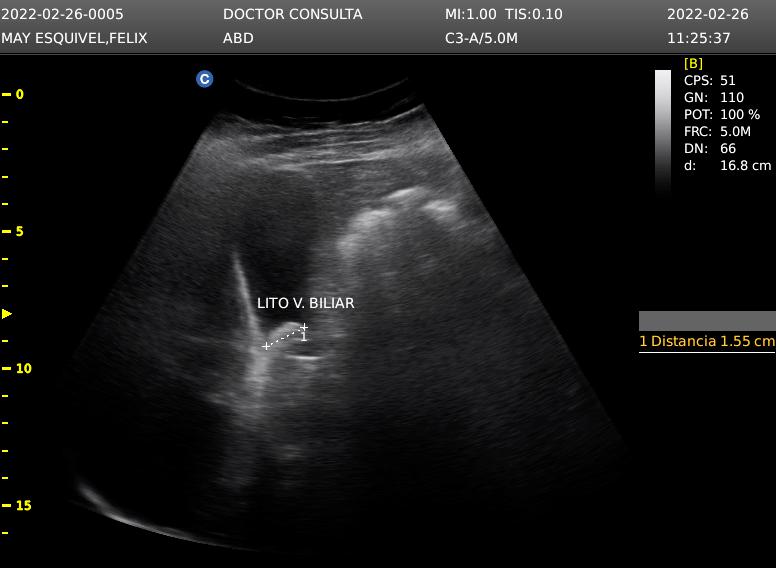 2022-02-26-0005 DOCTOR CONSULTA MI:1.00 TIS:0.10 2022-02-26
MAY ESQUIVEL,FELIX ABD C3-A/5.0M 11:25:37
C
[B]
CPS: 51
GN: 110
POT: 100 %
FRC: 5.0M
DN: 66
d: 16.8 cm
0
5
10
15
LITO V. BILIAR
1
1 Distancia 1.55 cm